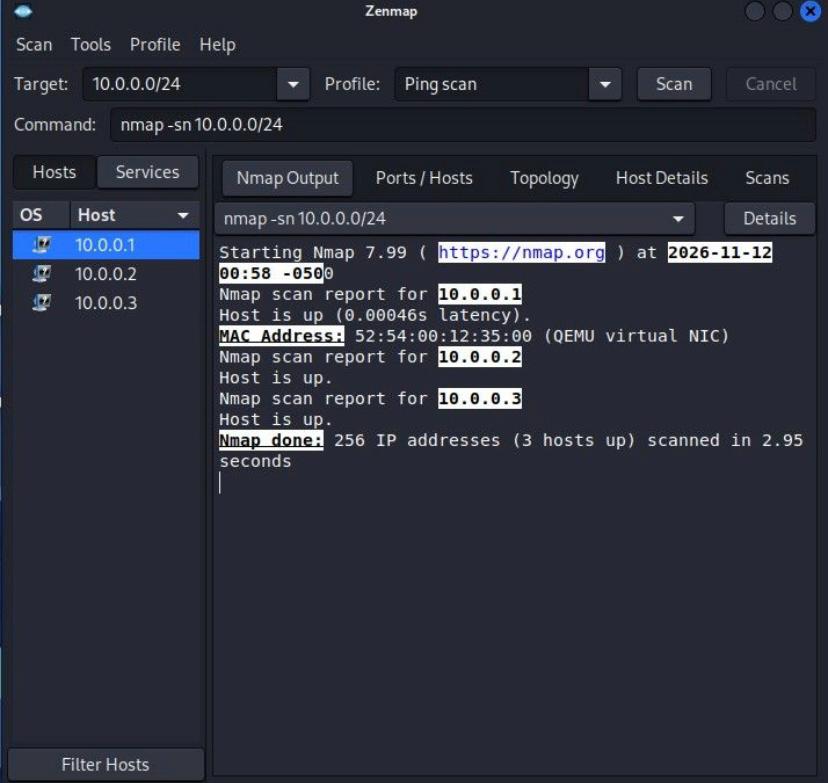 Zenmap
Scan Tools Profile Help
Target: 10.0.0.0/24 Profile: Ping scan Scan Cancel
Command: nmap -sn 10.0.0.0/24
Hosts Services
Nmap Output Ports / Hosts Topology Host Details Scans
OS Host
nmap -sn 10.0.0.0/24 Details
10.0.0.1
10.0.0.2
10.0.0.3
Starting Nmap 7.99 ( https://nmap.org ) at 2026-11-12
00:58 -0500
Nmap scan report for 10.0.0.1
Host is up (0.00046s latency).
MAC Address: 52:54:00:12:35:00 (QEMU virtual NIC)
Nmap scan report for 10.0.0.2
Host is up.
Nmap scan report for 10.0.0.3
Host is up.
Nmap done: 256 IP addresses (3 hosts up) scanned in 2.95
seconds
Filter Hosts